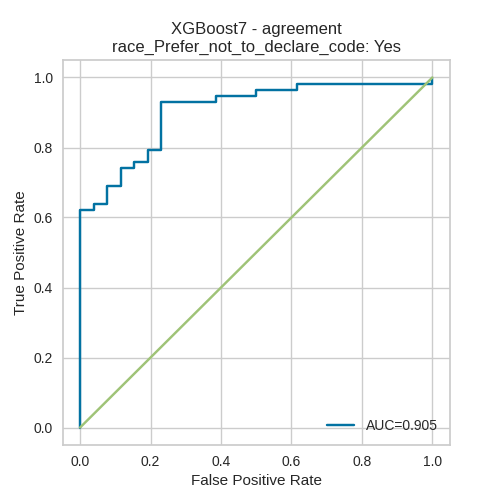 XGBoost7 - agreement
race_Prefer_not_to_declare_code: Yes
1.0
0.8
0.6
0.4
0.2
0.0
True Positive Rate
AUC=0.905
0.0 0.2 0.4 0.6 0.8 1.0
False Positive Rate